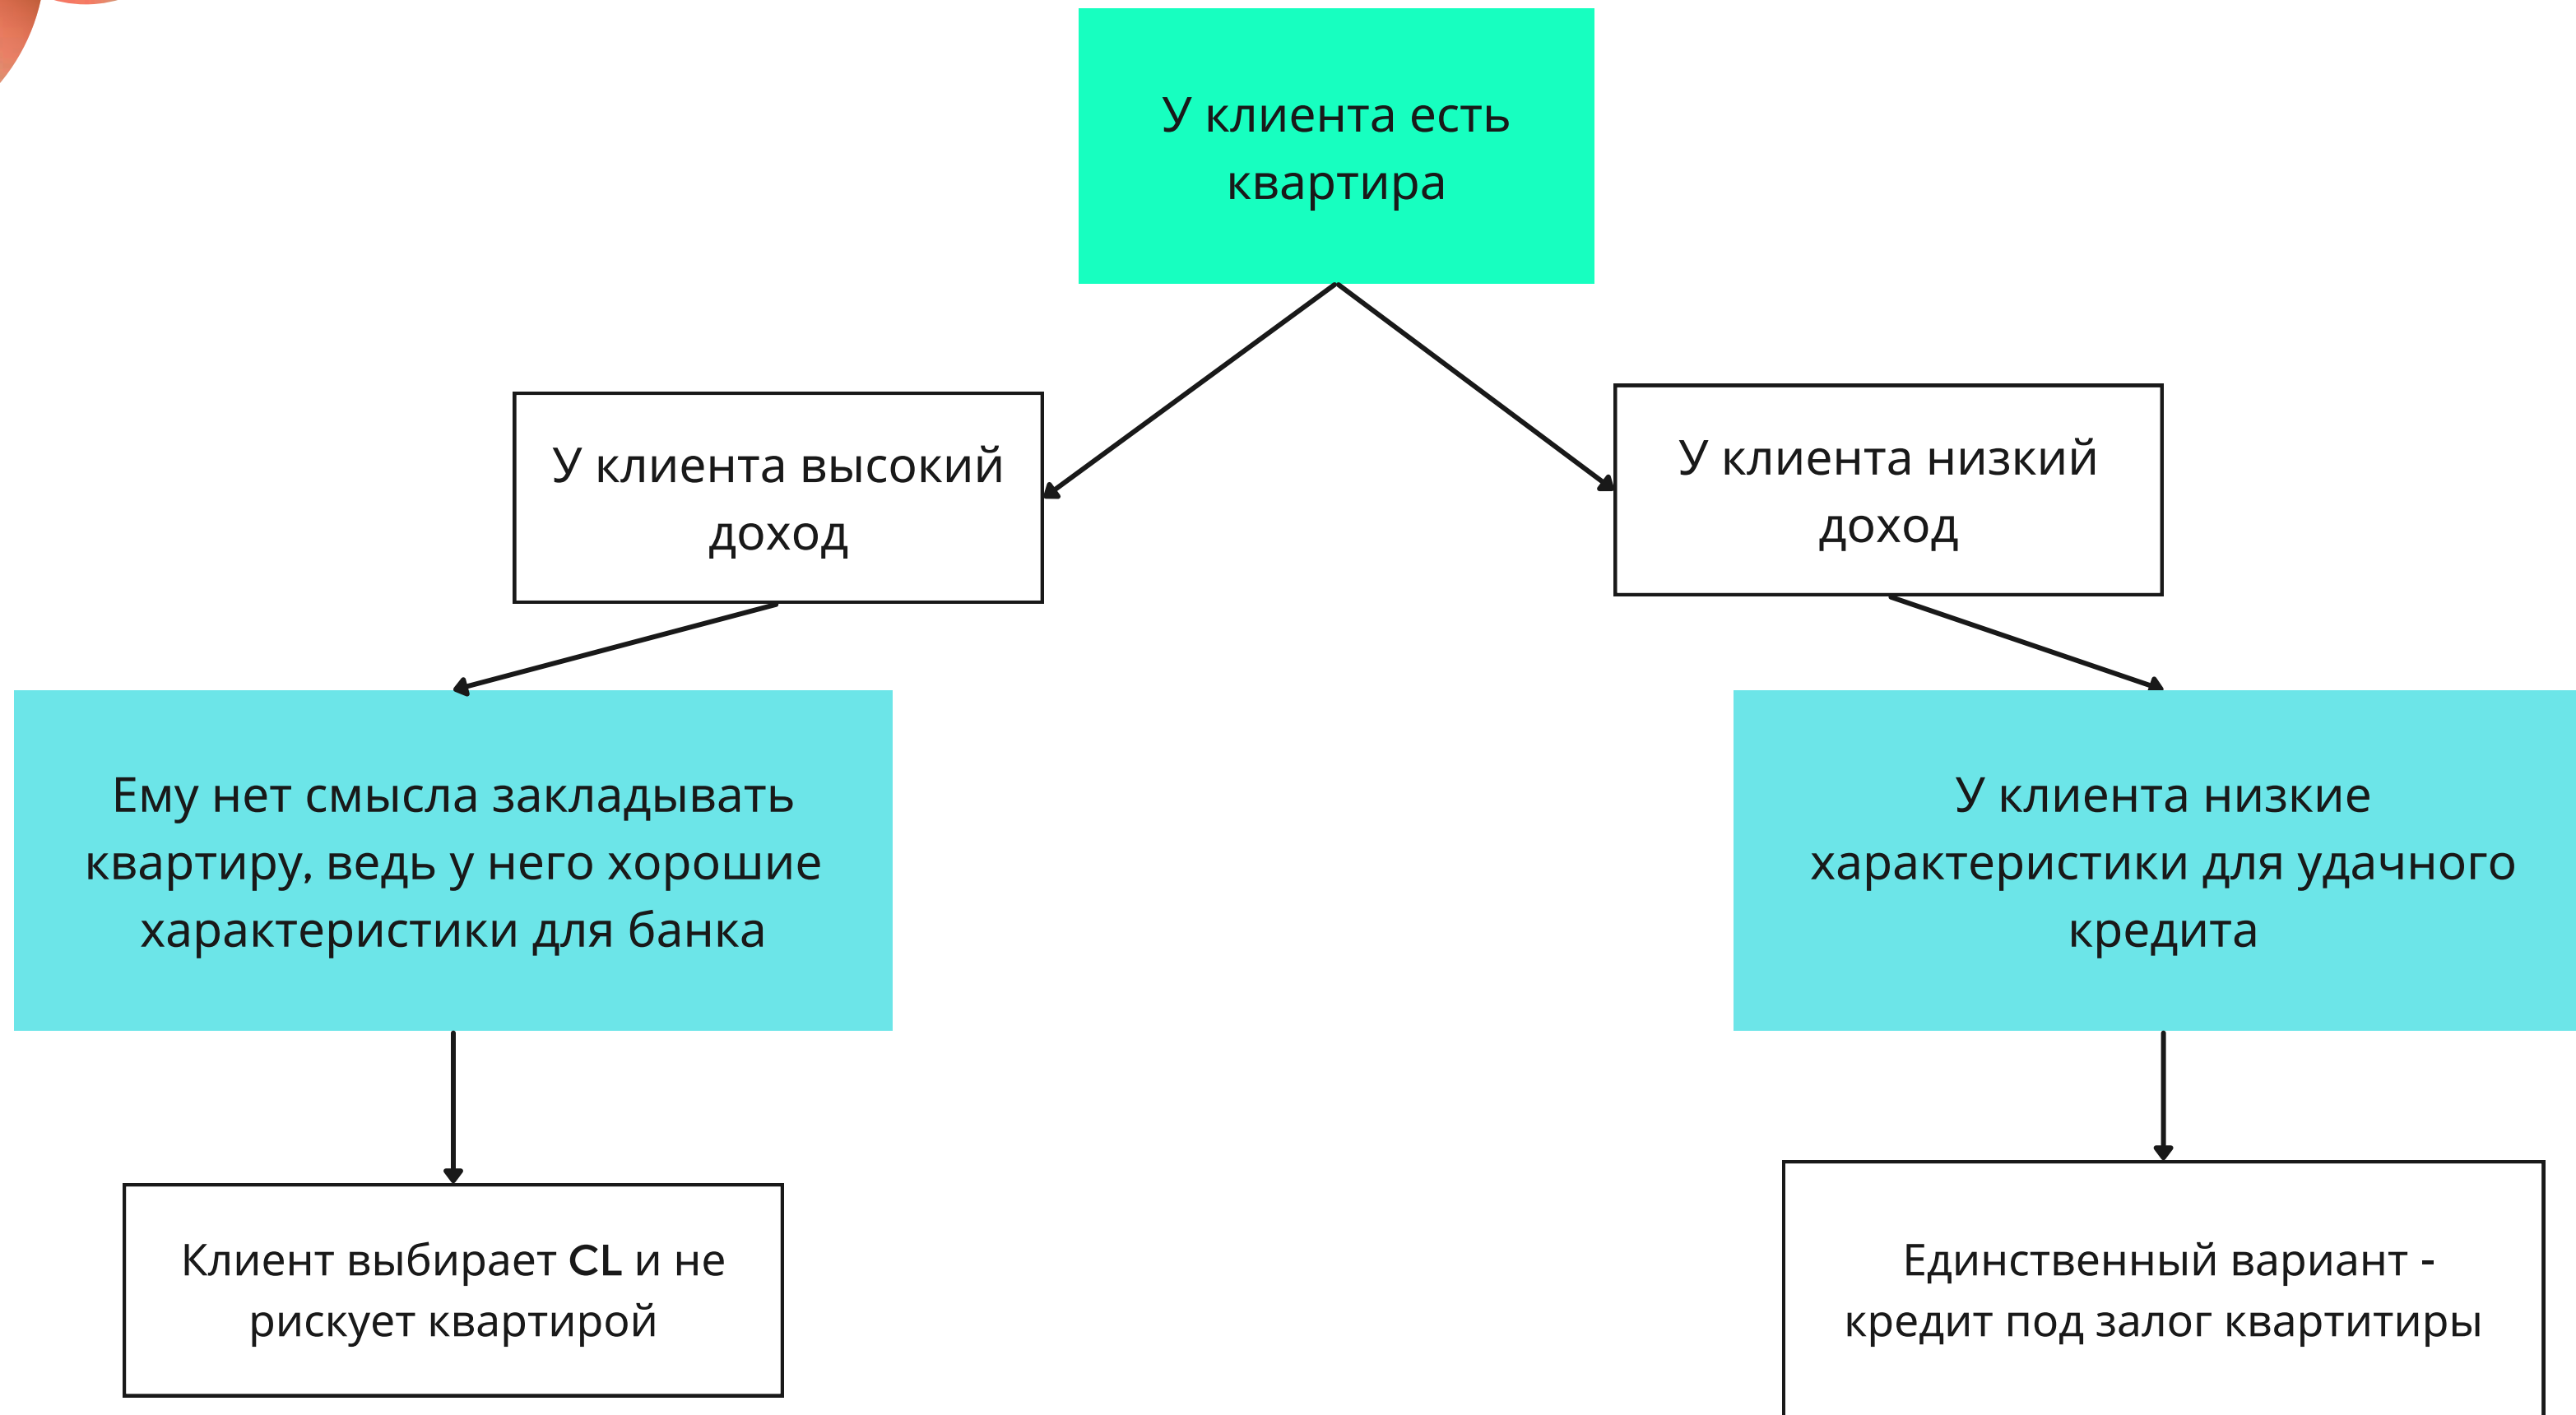 У клиента есть
квартира
У клиента высокий
доход
У клиента низкий
доход
Ему нет смысла закладывать
квартиру, ведь у него хорошие
характеристики для банка
У клиента низкие
характеристики для удачного
кредита
Клиент выбирает CL и не
рискует квартирой
Единственный вариант -
кредит под залог квартитиры